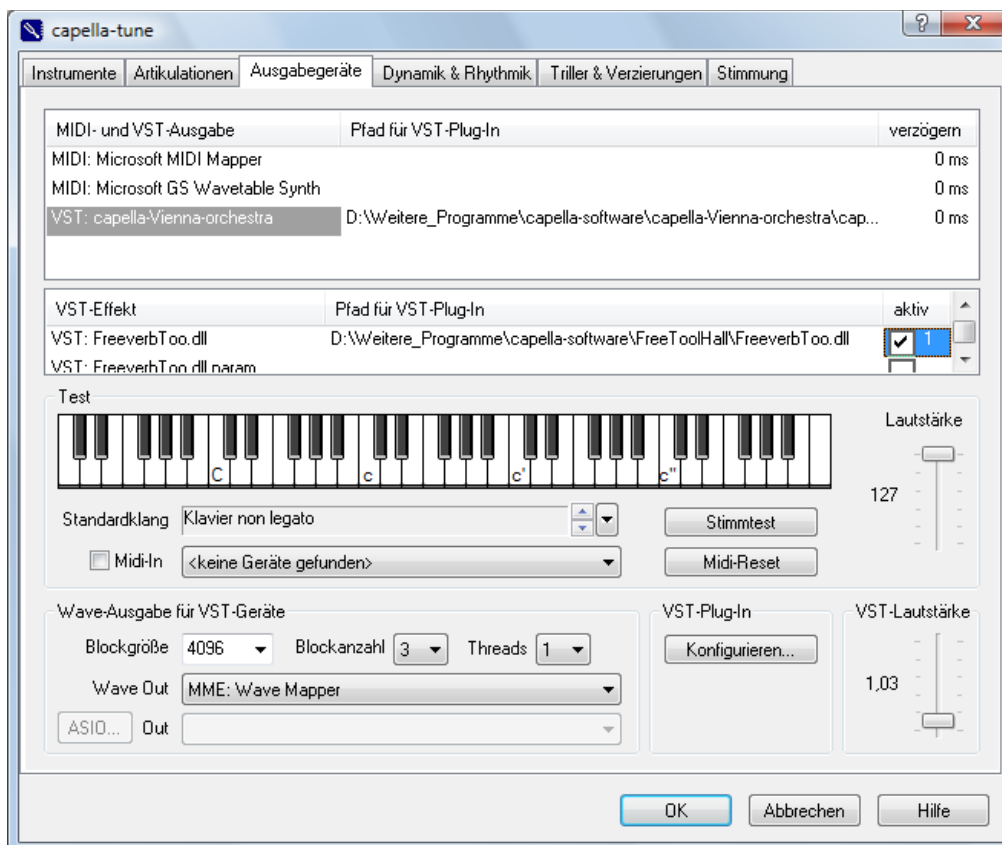 capella-tune
Instrumente Artikulationen Ausgabegeräte Dynamik & Rhythmik Triller & Verzierungen Stimmung
MIDI- und VST-Ausgabe Pfad für VST-Plug-In verzögern
MIDI: Microsoft MIDI Mapper 0 ms
MIDI: Microsoft GS Wavetable Synth 0 ms
VST: capella-Vienna-orchestra D:\Weitere_Programme\capella-software\capella-Vienna-orchestra\cap... 0 ms
VST-Effekt Pfad für VST-Plug-In aktiv
VST: FreeverbToo.dll D:\Weitere_Programme\capella-software\FreeToolHall\FreeverbToo.dll 1
VST: FreeverbToo.dll.param
Test
Lautstärke
C c c' c''
127
Standardklang Klavier non legato Stimmtest
Midi-In <keine Geräte gefunden> Midi-Reset
Wave-Ausgabe für VST-Geräte VST-Plug-In VST-Lautstärke
Blockgröße 4096 Blockanzahl 3 Threads 1 Konfigurieren...
Wave Out MME: Wave Mapper 1,03
ASIO... Out
OK Abbrechen Hilfe